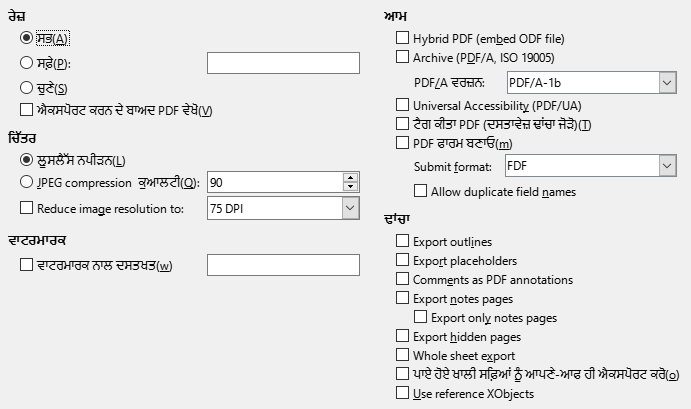 ਰੇਜ਼
ਸਭ(A)
ਸਫ਼ੇ(P):
ਚੁਣੇ(S)
ਐਕਸਪੋਰਟ ਕਰਨ ਦੇ ਬਾਅਦ PDF ਵੇਖੋ(V)
ਚਿੱਤਰ
ਲੂਸਲੈੱਸ ਨਪੀੜਨ(L)
JPEG compression ਕੁਆਲਟੀ(Q):
90
Reduce image resolution to:
75 DPI
ਵਾਟਰਮਾਰਕ
ਵਾਟਰਮਾਰਕ ਨਾਲ ਦਸਤਖਤ(w)
ਆਮ
Hybrid PDF (embed ODF file)
Archive (PDF/A, ISO 19005)
PDF/A ਵਰਜ਼ਨ:
PDF/A-1b
Universal Accessibility (PDF/UA)
ਟੈਗ ਕੀਤਾ PDF (ਦਸਤਾਵੇਜ਼ ਢਾਂਚਾ ਜੋੜੋ)(T)
PDF ਫਾਰਮ ਬਣਾਓ(m)
Submit format:
FDF
Allow duplicate field names
ਢਾਂਚਾ
Export outlines
Export placeholders
Comments as PDF annotations
Export notes pages
Export only notes pages
Export hidden pages
Whole sheet export
ਪਾਏ ਹੋਏ ਖਾਲੀ ਸਫ਼ਿਆਂ ਨੂੰ ਆਪਣੇ-ਆਫ ਹੀ ਐਕਸਪੋਰਟ ਕਰੋ(o)
Use reference XObjects